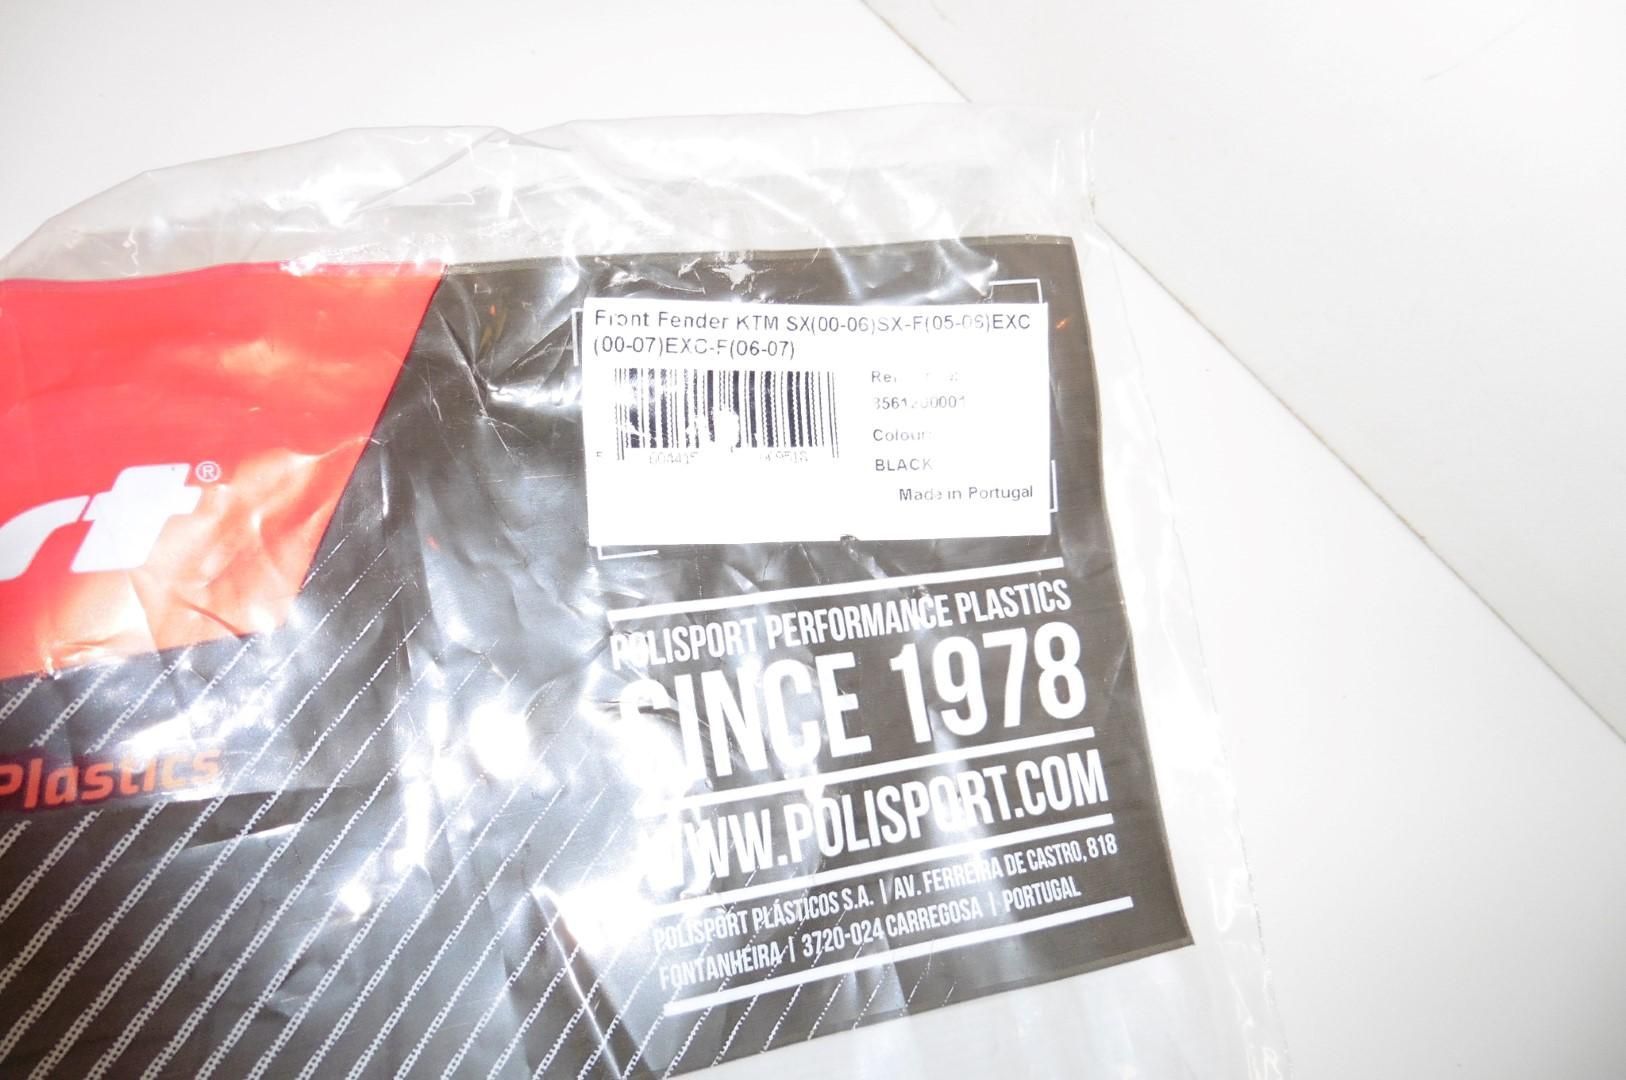 Front Fender KTM SX(00-06)SX-F(05-06)EXC
(00-07)EXC-F(06-07)
Colour:
BLACK
Made in Portugal
rt®
Plastics
POLISPORT PERFORMANCE PLASTICS
SINCE 1978
WWW.POLISPORT.COM
POLISPORT PLÁSTICOS S.A. | AV. FERREIRA DE CASTRO, 818
FONTANHEIRA | 3720-024 CARREGOSA | PORTUGAL